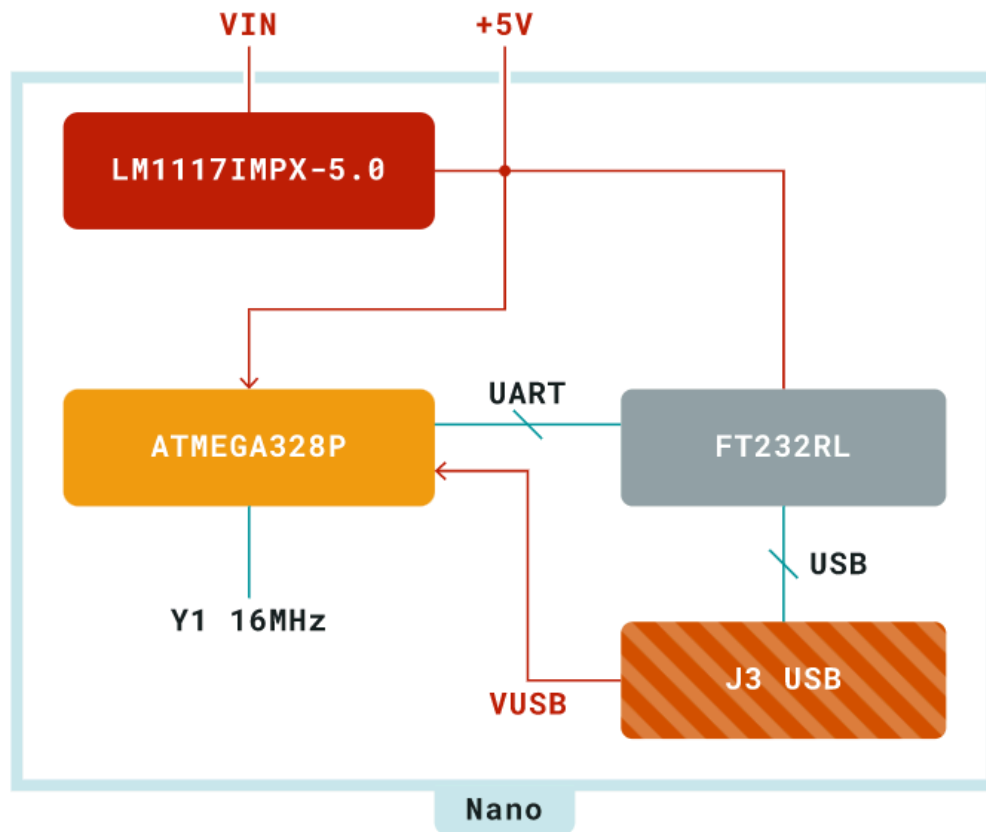 VIN
+5V
LM1117IMPX-5.0
UART
ATMEGA328P
FT232RL
USB
Y1 16MHz
J3 USB
VUSB
Nano